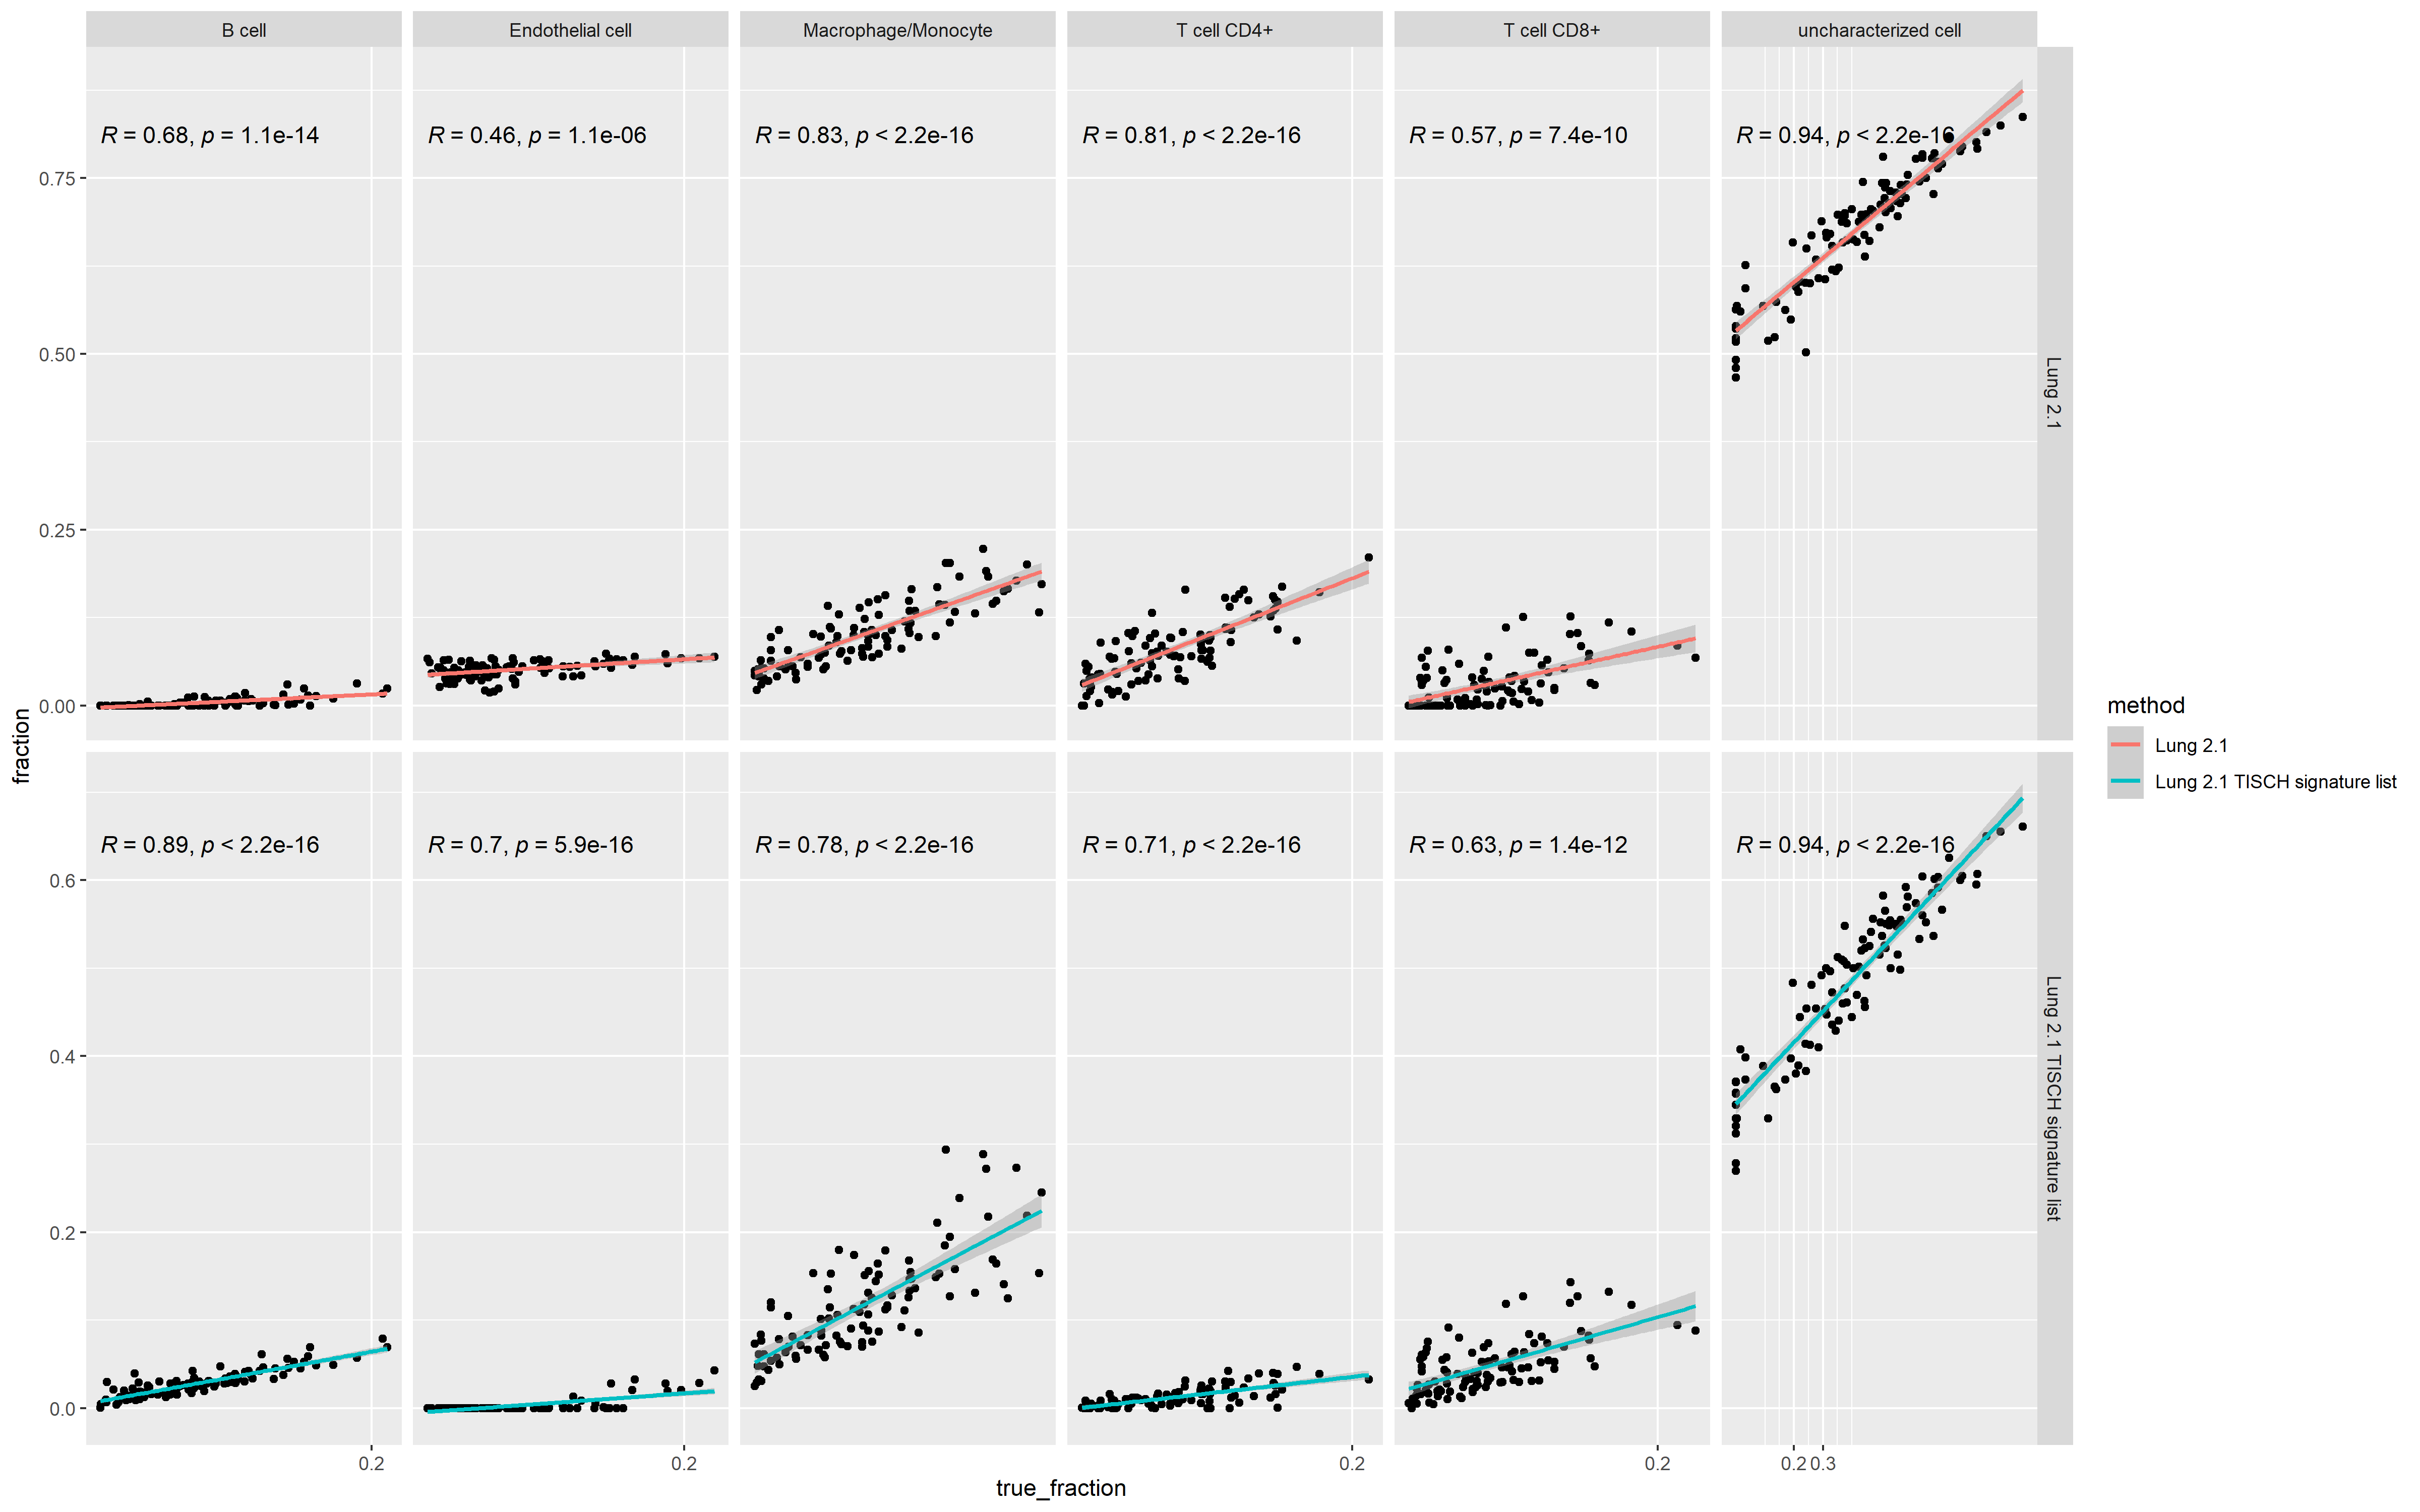 B cell
Endothelial cell
Macrophage/Monocyte
T cell CD4+
T cell CD8+
uncharacterized cell
R = 0.68, p = 1.1e-14
R = 0.46, p = 1.1e-06
R = 0.83, p < 2.2e-16
R = 0.81, p < 2.2e-16
R = 0.57, p = 7.4e-10
R = 0.94, p < 2.2e-16
0.75
0.50
0.25
0.00
Lung 2.1
fraction
R = 0.89, p < 2.2e-16
R = 0.7, p = 5.9e-16
R = 0.78, p < 2.2e-16
R = 0.71, p < 2.2e-16
R = 0.63, p = 1.4e-12
R = 0.94, p < 2.2e-16
0.6
0.4
0.2
0.0
Lung 2.1 TISCH signature list
0.2
0.2
0.2
0.2
0.2 0.3
true_fraction
method
Lung 2.1
Lung 2.1 TISCH signature list